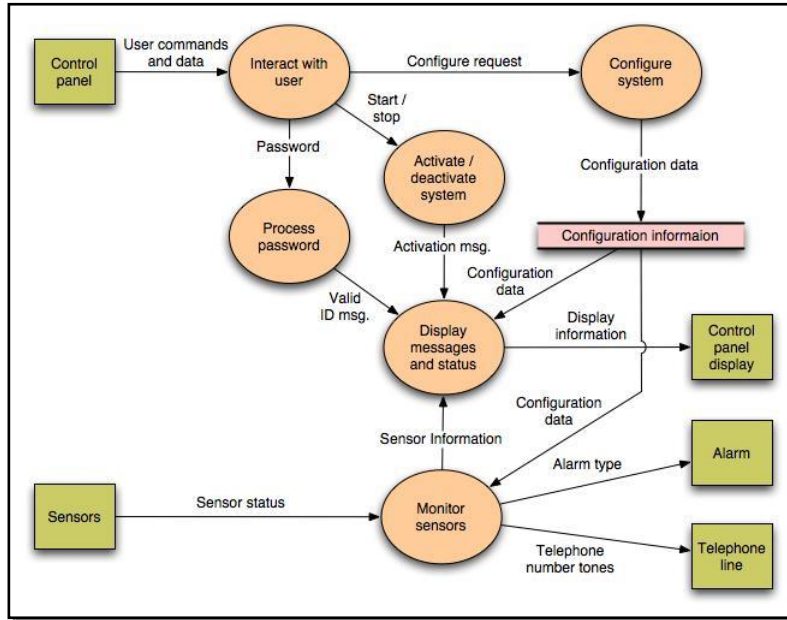 User commands
and data
Control
panel
Interact with
user
Configure request
Configure
system
Start /
stop
Password
Activate /
deactivate
system
Configuration data
Process
password
Configuration informaion
Activation msg.
Configuration
data
Valid
ID msg.
Display
messages
and status
Display
information
Control
panel
display
Configuration
data
Sensor Information
Alarm type
Alarm
Sensors
Sensor status
Monitor
sensors
Telephone
number tones
Telephone
line